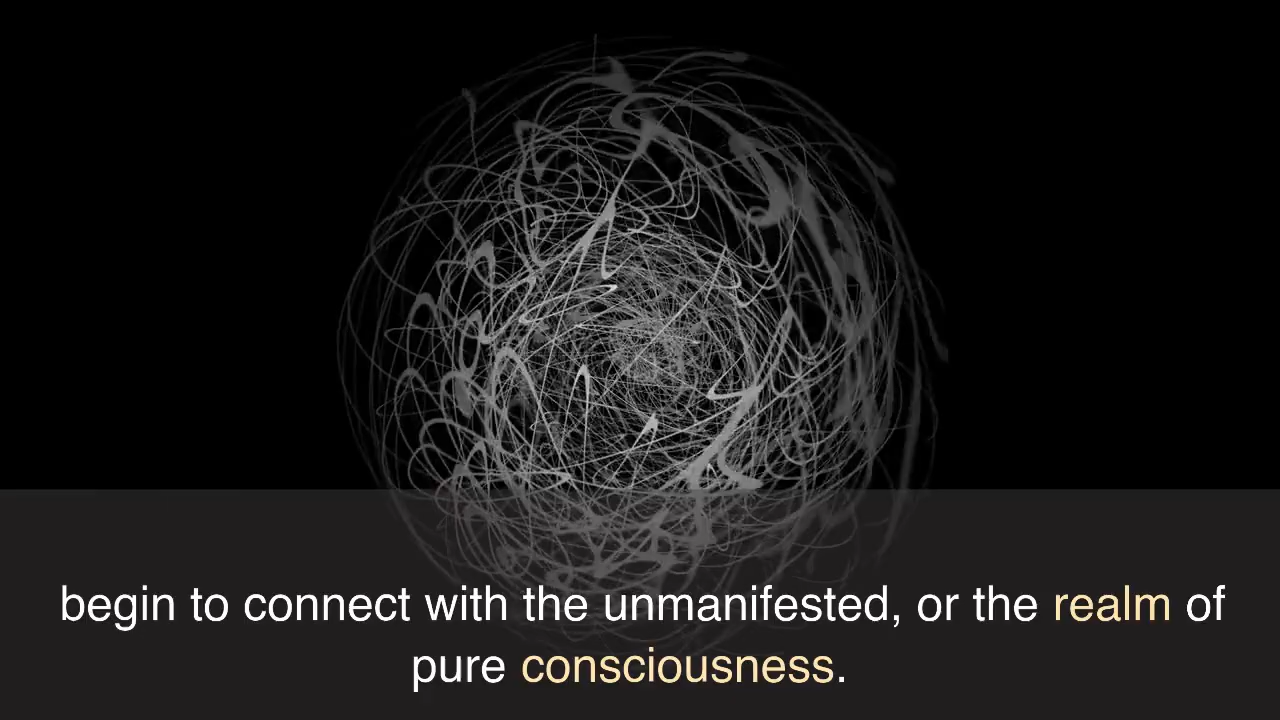 begin to connect with the unmanifested, or the realm of
pure consciousness.